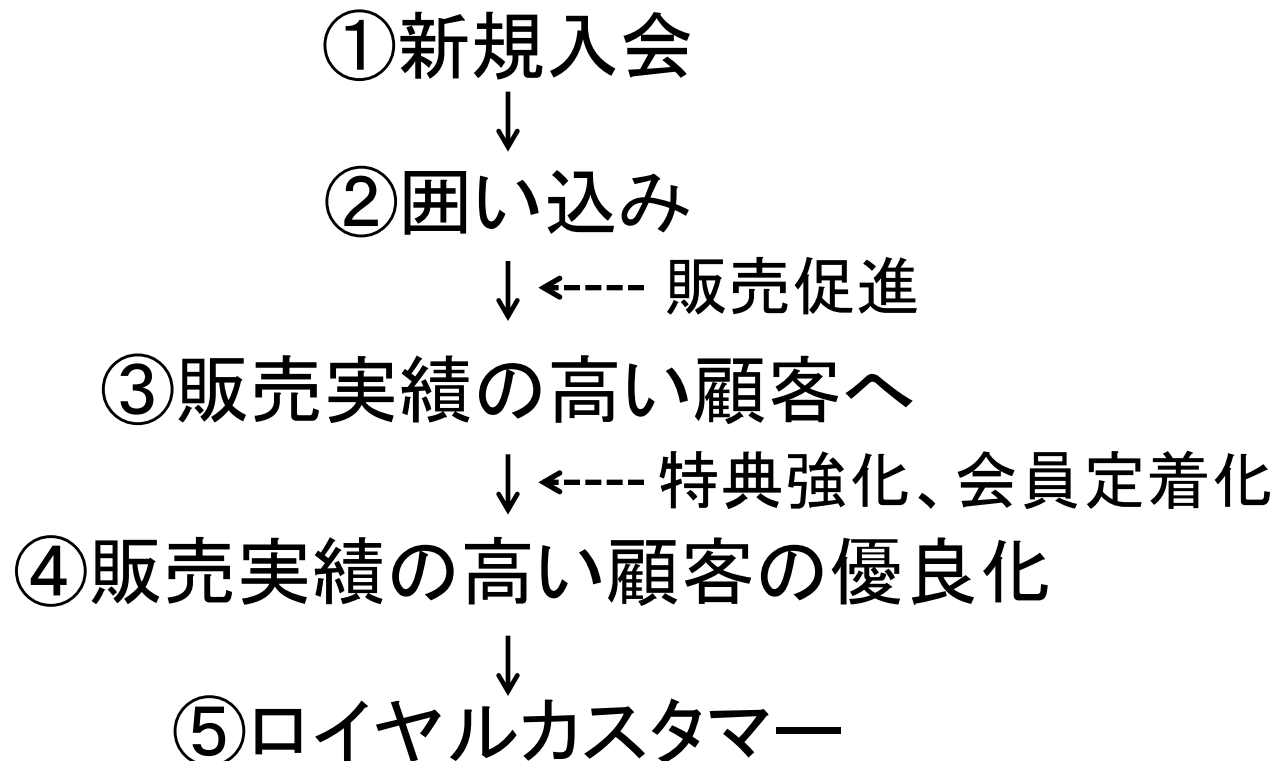 ①新規入会
↓
②囲い込み
↓ <---- 販売促進
③販売実績の高い顧客へ
↓ <---- 特典強化、会員定着化
④販売実績の高い顧客の優良化
↓
⑤ロイヤルカスタマー